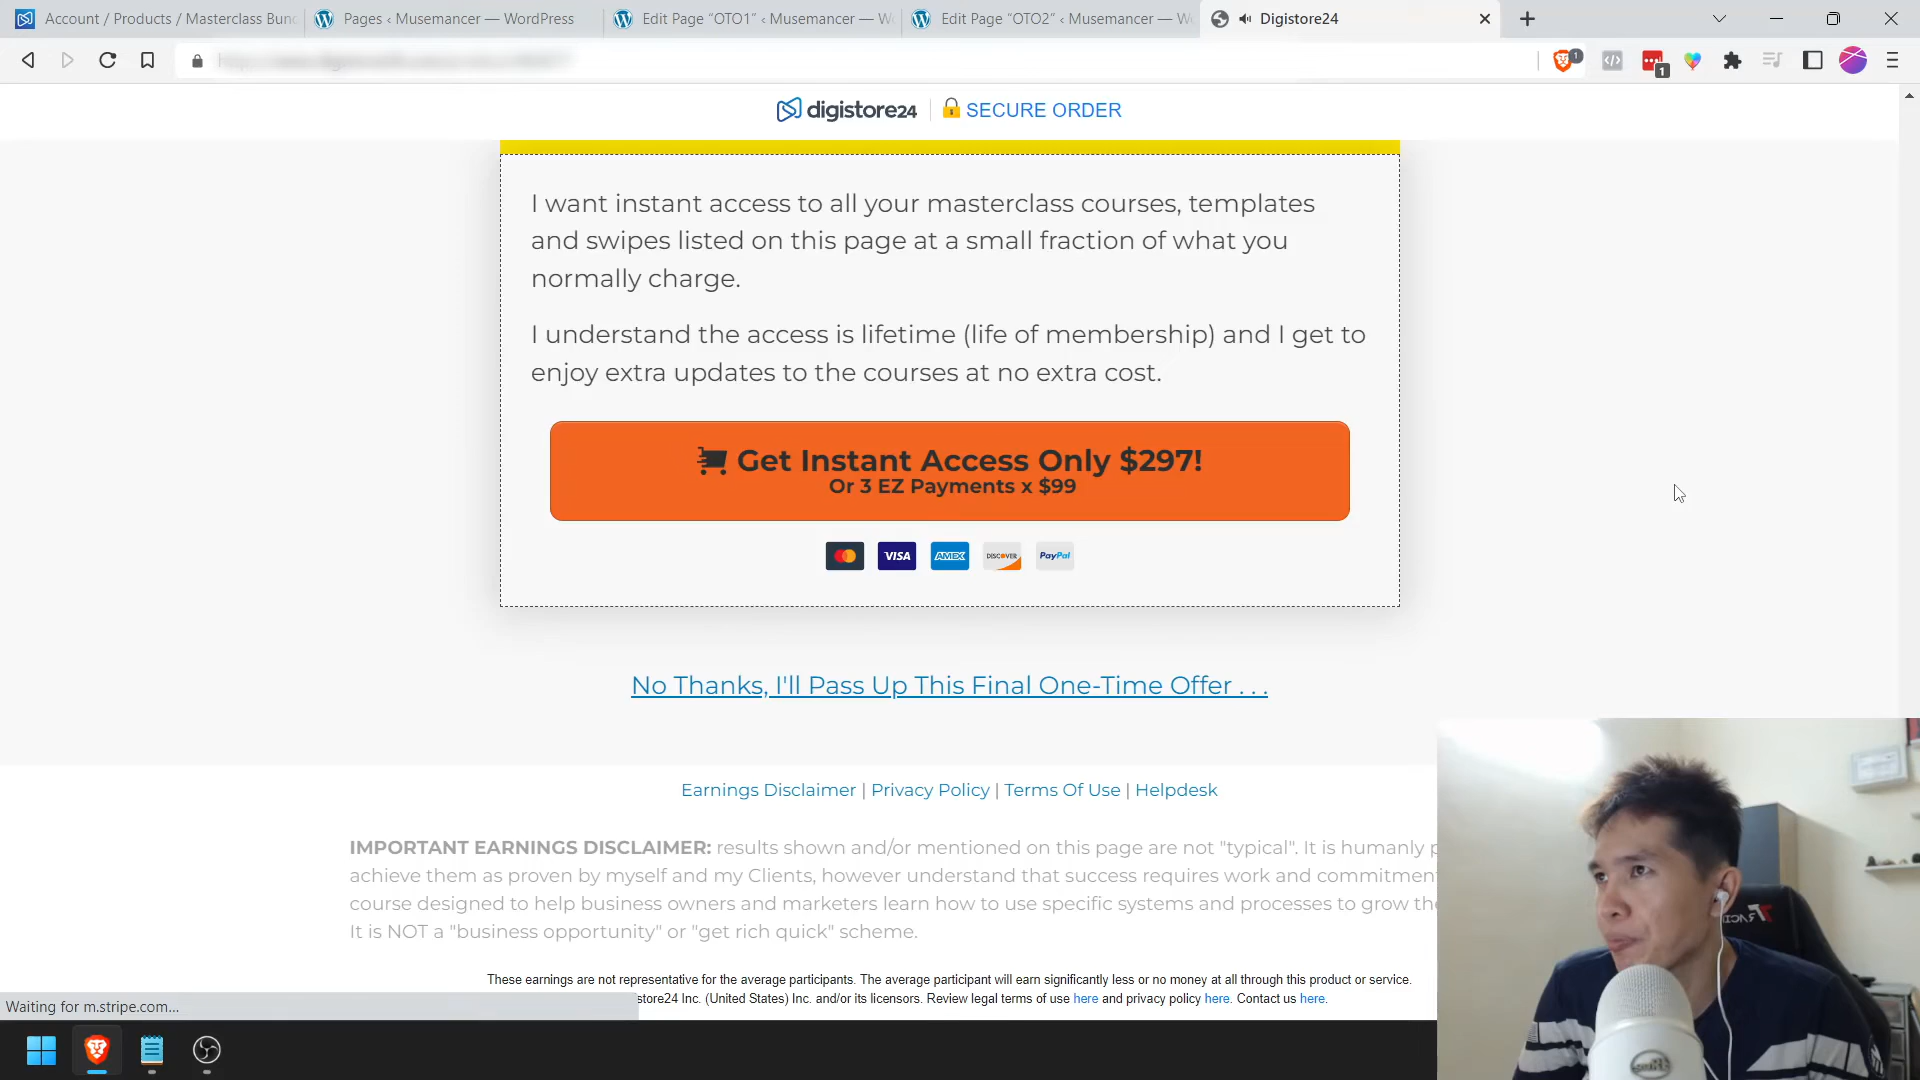 Account / Products / Masterclass Bun
Pages ‹ Musemancer — WordPress
Edit Page “OTO1” ‹ Musemancer — W
Edit Page “OTO2” ‹ Musemancer — W
Digistore24
1
1
digistore24
SECURE ORDER
I want instant access to all your masterclass courses, templates
and swipes listed on this page at a small fraction of what you
normally charge.
I understand the access is lifetime (life of membership) and I get to
enjoy extra updates to the courses at no extra cost.
Get Instant Access Only $297!
Or 3 EZ Payments x $99
VISA
AMEX
DISCOVER
PayPal
No Thanks, I'll Pass Up This Final One-Time Offer . . .
Earnings Disclaimer | Privacy Policy | Terms Of Use | Helpdesk
IMPORTANT EARNINGS DISCLAIMER: results shown and/or mentioned on this page are not "typical". It is humanly
achieve them as proven by myself and my Clients, however understand that success requires work and commitment
course designed to help business owners and marketers learn how to use specific systems and processes to grow
It is NOT a "business opportunity" or "get rich quick" scheme.
These earnings are not representative for the average participants. The average participant will earn significantly less or no money at all through this product or service.
store24 Inc. (United States) Inc. and/or its licensors. Review legal terms of use here and privacy policy here. Contact us here.
Waiting for m.stripe.com...